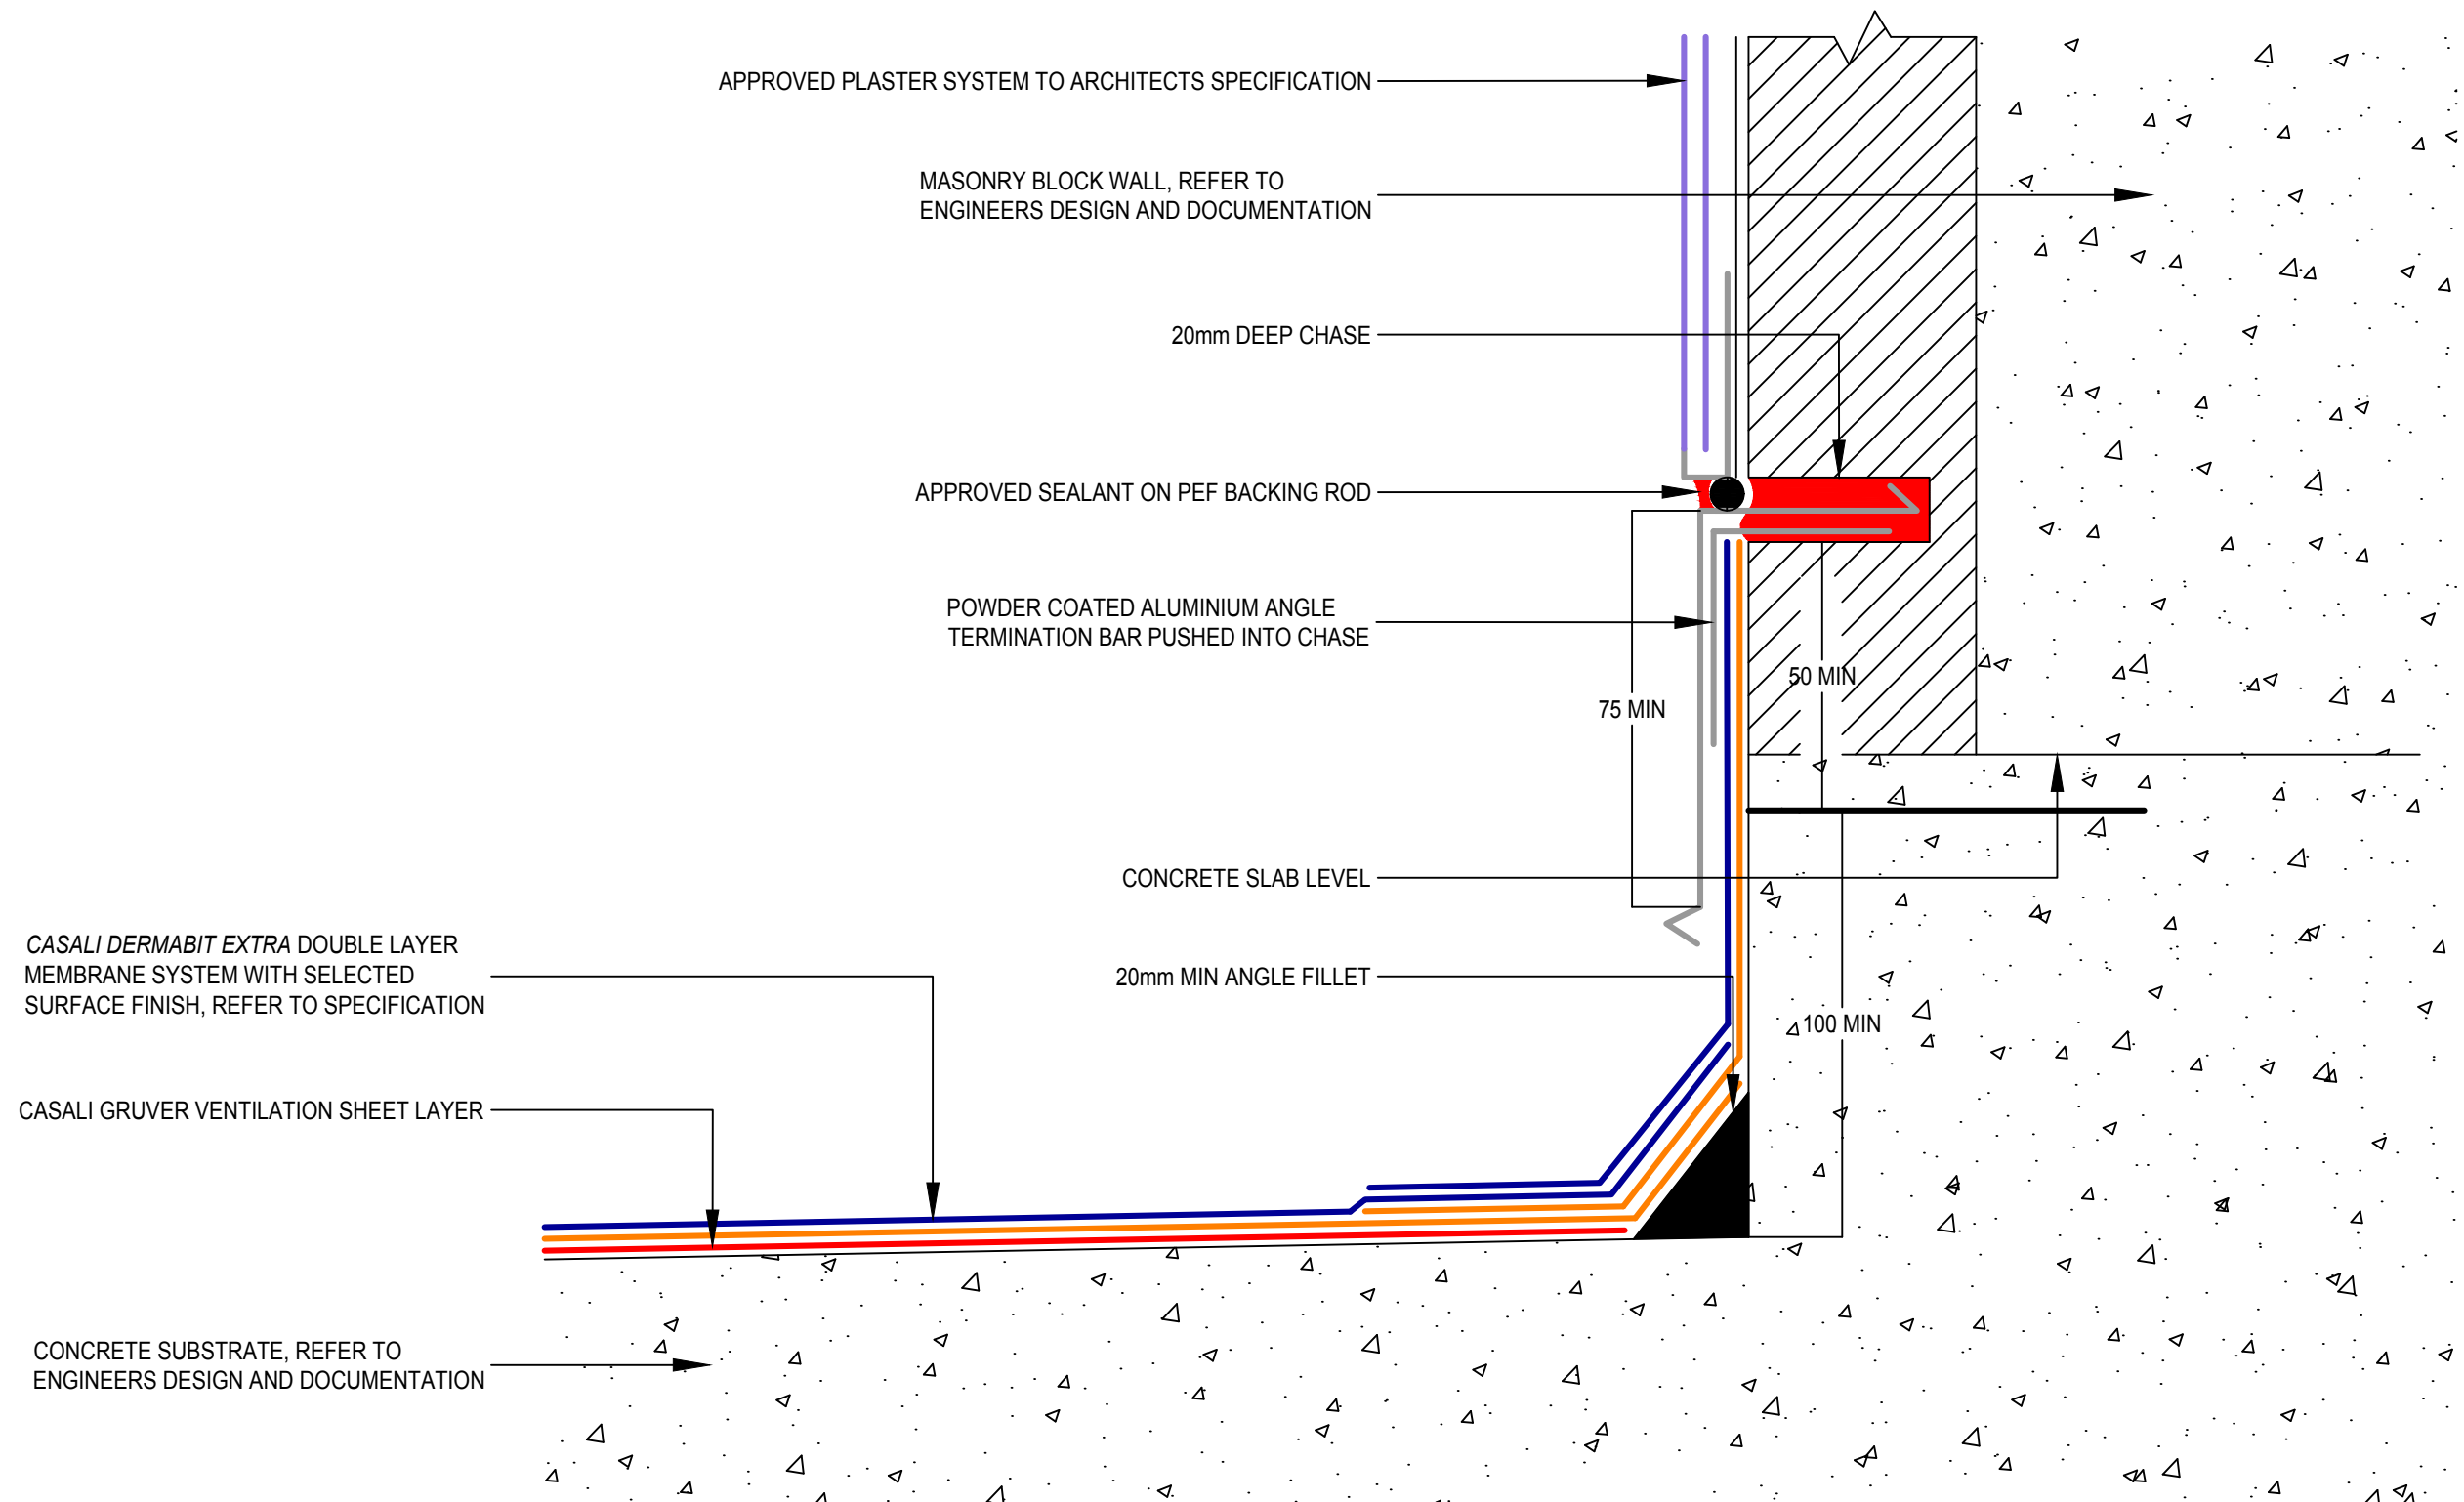 APPROVED PLASTER SYSTEM TO ARCHITECTS SPECIFICATION
MASONRY BLOCK WALL, REFER TO
ENGINEERS DESIGN AND DOCUMENTATION
20mm DEEP CHASE
APPROVED SEALANT ON PEF BACKING ROD
POWDER COATED ALUMINIUM ANGLE
TERMINATION BAR PUSHED INTO CHASE
50 MIN
75 MIN
CONCRETE SLAB LEVEL
CASALI DERMABIT EXTRA DOUBLE LAYER
MEMBRANE SYSTEM WITH SELECTED
SURFACE FINISH, REFER TO SPECIFICATION
20mm MIN ANGLE FILLET
100 MIN
CASALI GRUVER VENTILATION SHEET LAYER
CONCRETE SUBSTRATE, REFER TO
ENGINEERS DESIGN AND DOCUMENTATION